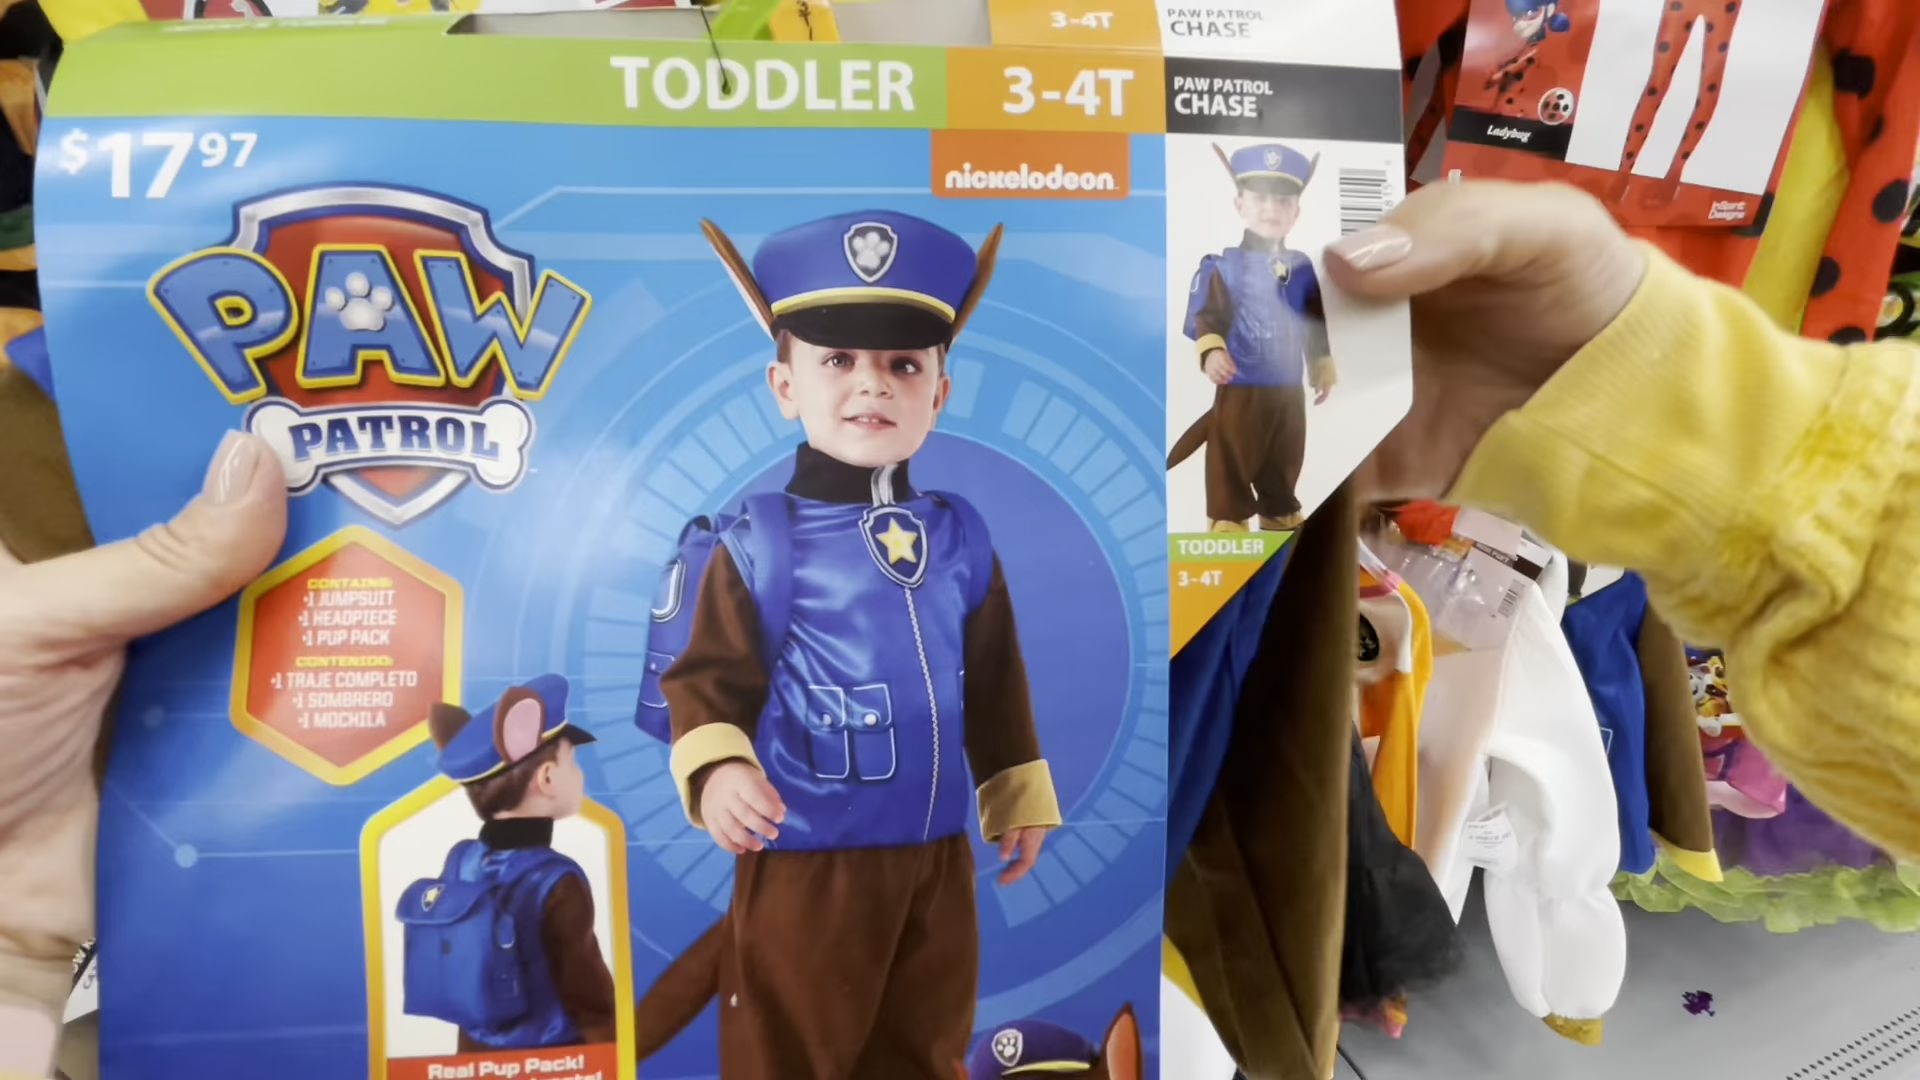 TODDLER
3-4T
3-4T
$17.97
nickelodeon
PAW
PATROL
CONTAINS:
•1 JUMPSUIT
•1 HEADPIECE
•1 PUP PACK
CONTENIDO:
•1 TRAJE COMPLETO
•1 SOMBRERO
•1 MOCHILA
Real Pup Pack!
PAW PATROL
CHASE
PAW PATROL
CHASE
TODDLER
3-4T
Ladybug
InSpirit
Designs